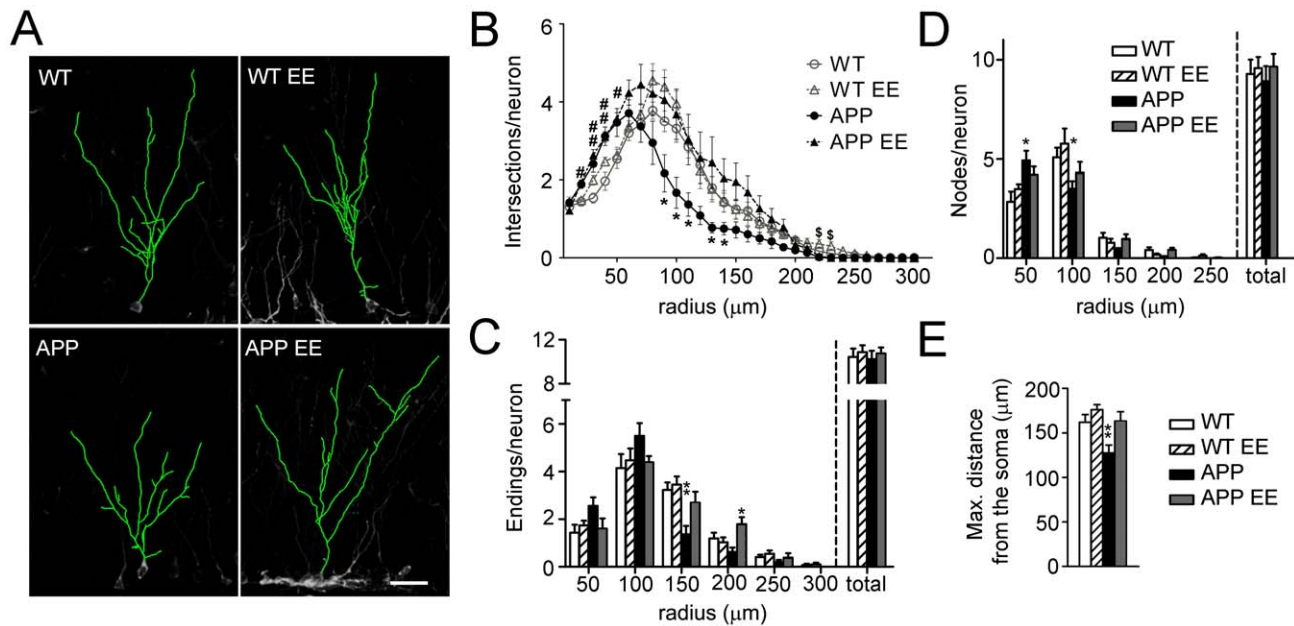 A
WT
WT EE
APP
APP EE
B
Intersections/neuron
6
4
2
0
50 100 150 200 250 300
radius (μm)
WT
WT EE
APP
APP EE
# # # # # # #
* * * * *
$ $
C
Endings/neuron
12
8
6
4
2
0
50 100 150 200 250 300 total
radius (μm)
** *
D
Nodes/neuron
10
5
0
50 100 150 200 250 total
radius (μm)
WT
WT EE
APP
APP EE
* *
E
Max. distance
from the soma (μm)
200
150
100
50
0
**
WT
WT EE
APP
APP EE